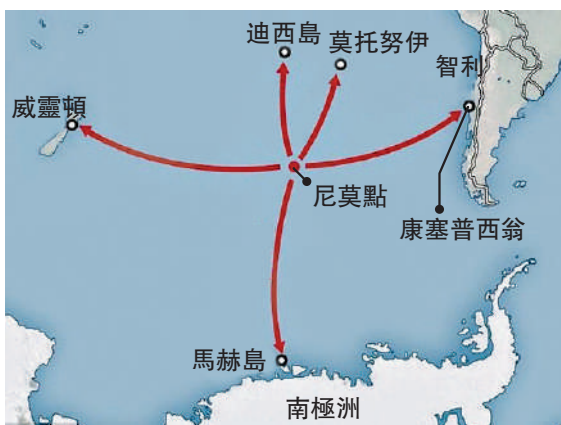 迪西島
莫托努伊
智利
威靈頓
尼莫點
康塞普西翁
馬赫島
南極洲